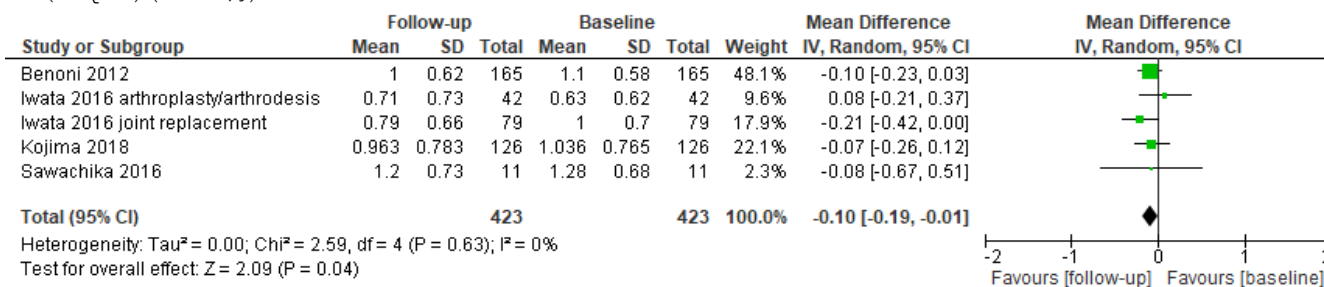 Follow-up Baseline Mean Difference Mean Difference
Study or Subgroup Mean SD Total Mean SD Total Weight IV, Random, 95% CI IV, Random, 95% CI
Benoni 2012 1 0.62 165 1.1 0.58 165 48.1% -0.10 [-0.23, 0.03]
Iwata 2016 arthroplasty/arthrodesis 0.71 0.73 42 0.63 0.62 42 9.6% 0.08 [-0.21, 0.37]
Iwata 2016 joint replacement 0.79 0.66 79 1 0.7 79 17.9% -0.21 [-0.42, 0.00]
Kojima 2018 0.963 0.783 126 1.036 0.765 126 22.1% -0.07 [-0.26, 0.12]
Sawachika 2016 1.2 0.73 11 1.28 0.68 11 2.3% -0.08 [-0.67, 0.51]
Total (95% CI) 423 423 100.0% -0.10 [-0.19, -0.01]
Heterogeneity: Tau² = 0.00; Chi² = 2.59, df = 4 (P = 0.63); I² = 0%
Test for overall effect: Z = 2.09 (P = 0.04)
-2 -1 0 1 2
Favours [follow-up] Favours [baseline]